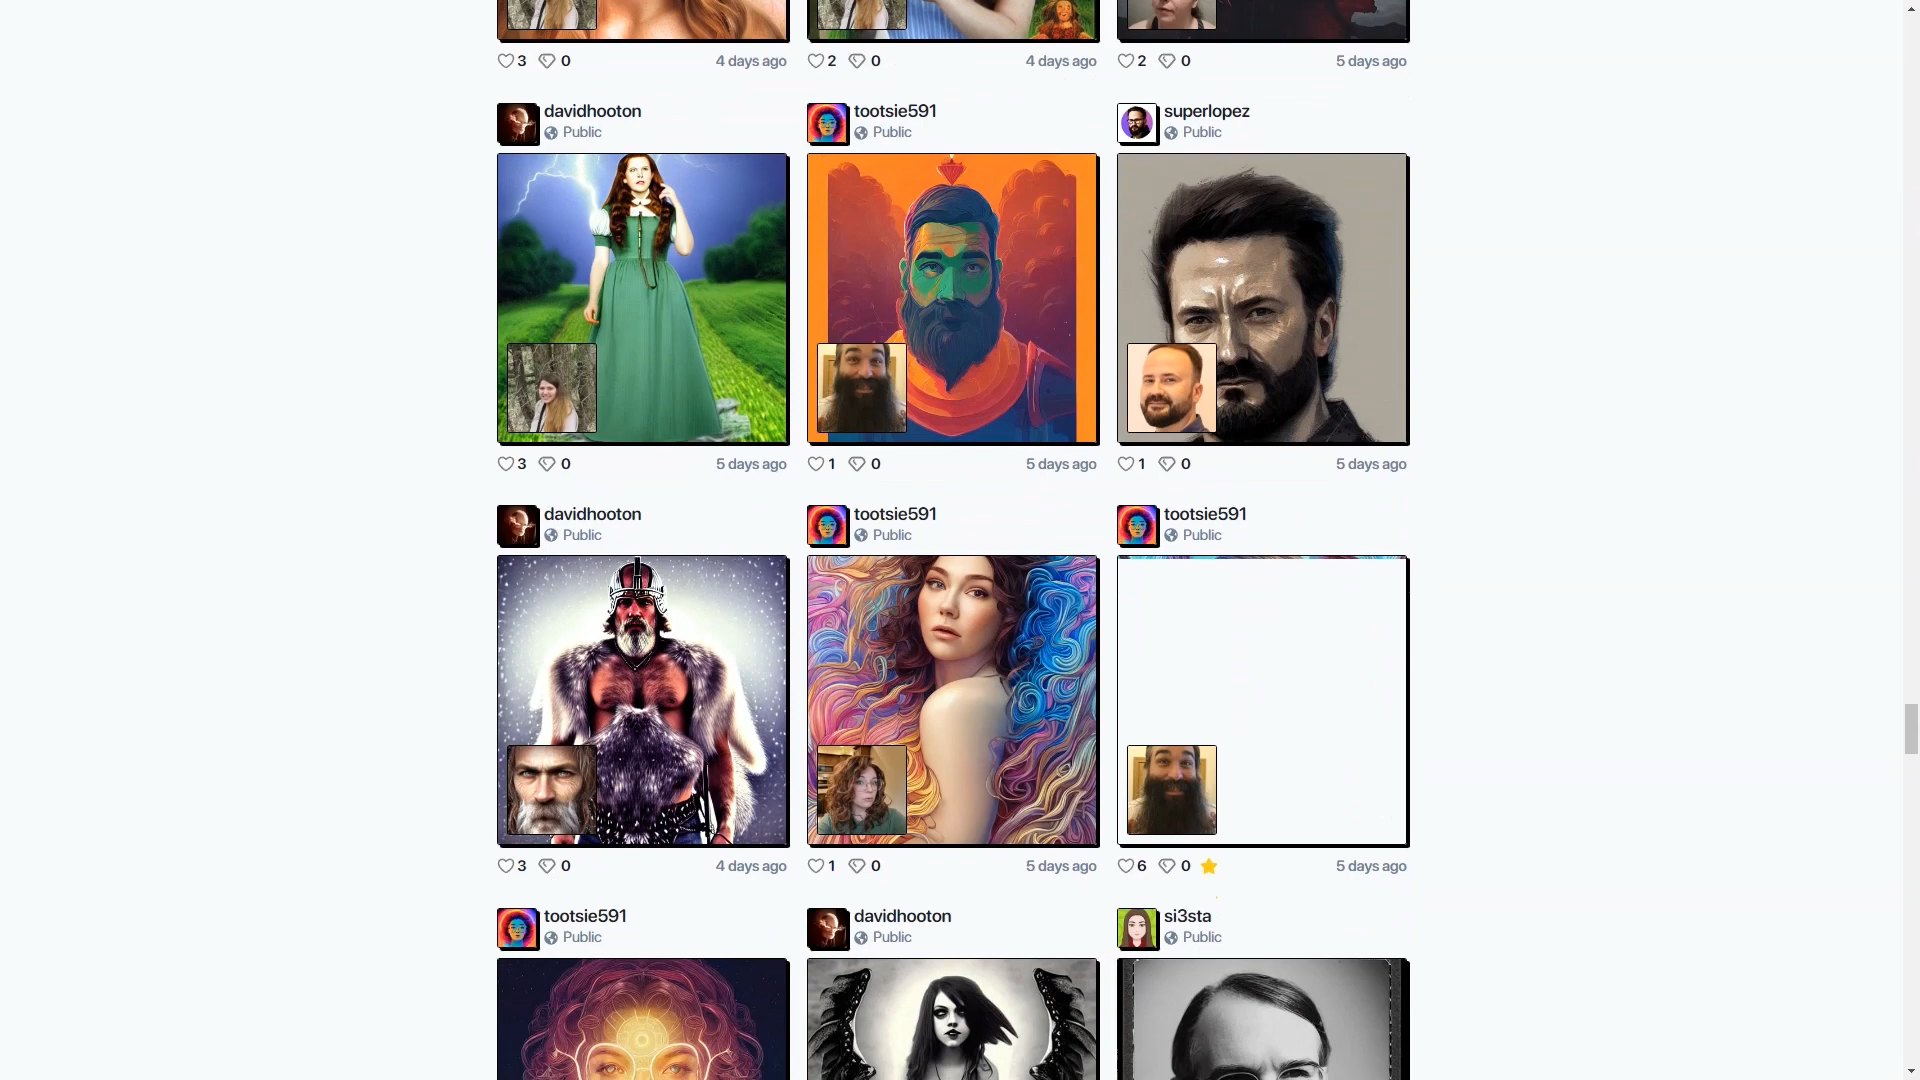 3 0 4 days ago 2 0 4 days ago 2 0 5 days ago
davidhooton tootsie591 superlopez
Public Public Public
3 0 5 days ago 1 0 5 days ago 1 0 5 days ago
davidhooton tootsie591 tootsie591
Public Public Public
3 0 4 days ago 1 0 5 days ago 6 0 5 days ago
tootsie591 davidhooton si3sta
Public Public Public